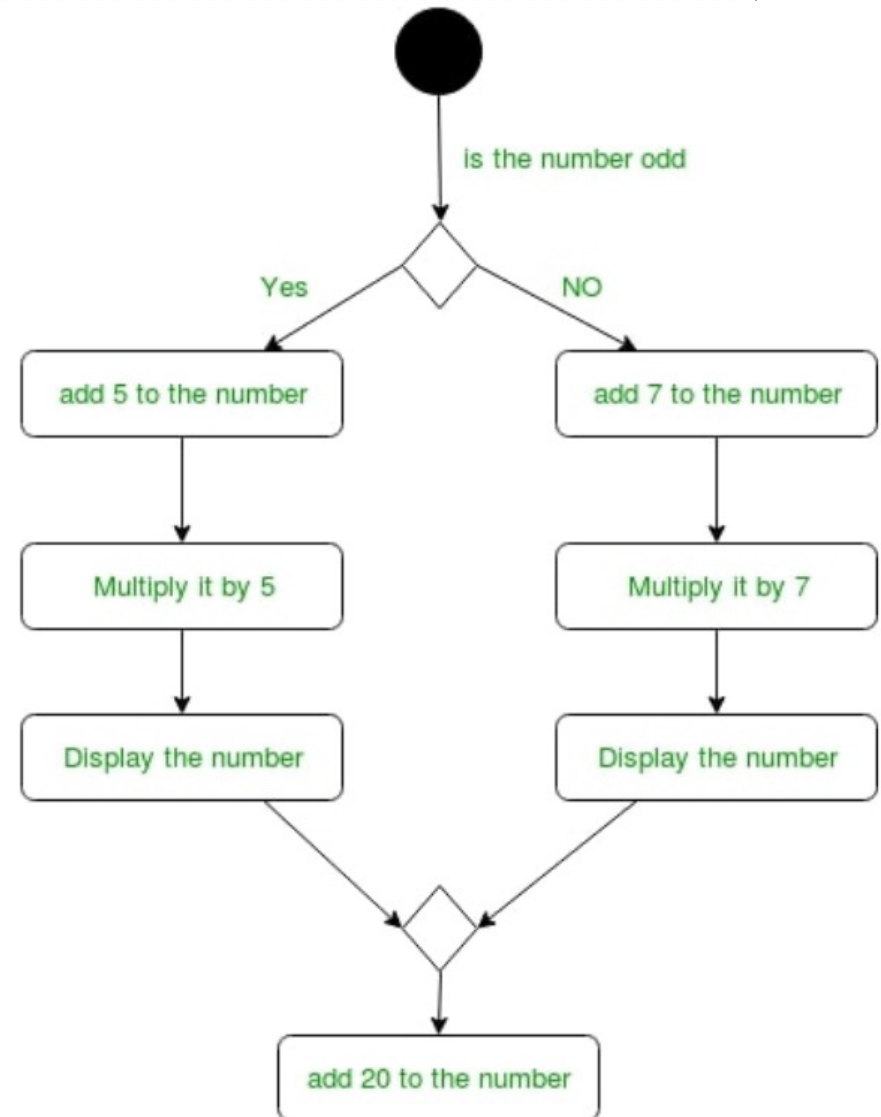 is the number odd
Yes
NO
add 5 to the number
add 7 to the number
Multiply it by 5
Multiply it by 7
Display the number
Display the number
add 20 to the number